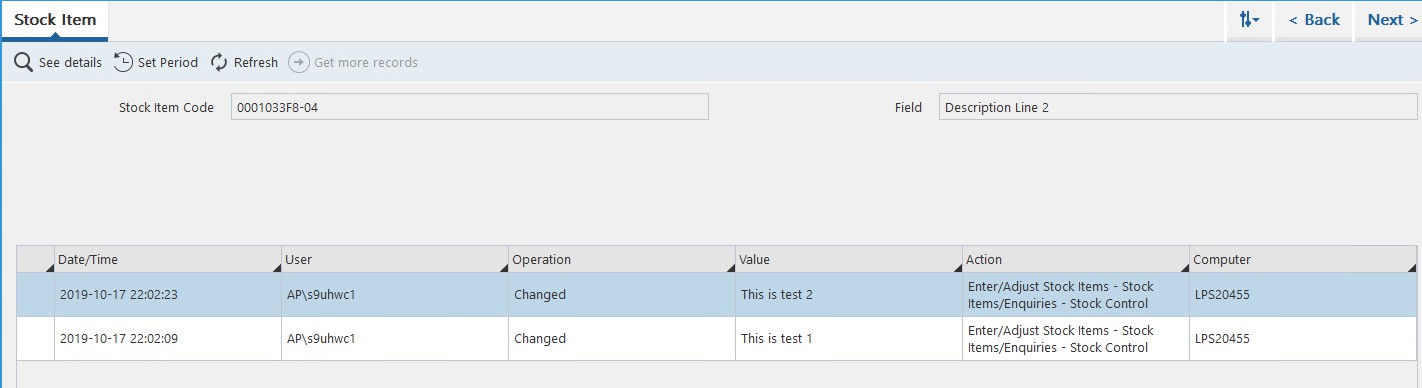 Stock Item
< Back
Next >
See details
Set Period
Refresh
Get more records
Stock Item Code
0001033F8-04
Field
Description Line 2
Date/Time
User
Operation
Value
Action
Computer
2019-10-17 22:02:23
AP\s9uhwc1
Changed
This is test 2
Enter/Adjust Stock Items - Stock
Items/Enquiries - Stock Control
LPS20455
2019-10-17 22:02:09
AP\s9uhwc1
Changed
This is test 1
Enter/Adjust Stock Items - Stock
Items/Enquiries - Stock Control
LPS20455